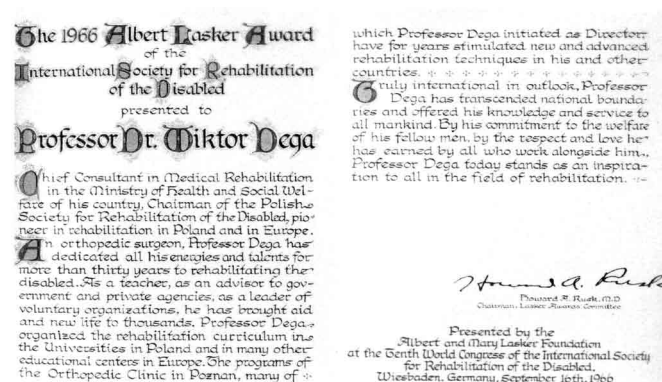 The 1966 Albert Lasker Award
of the
International Society for Rehabilitation
of the Disabled
presented to
Professor Dr. Wiktor Dega
Chief Consultant in Medical Rehabilitation
in the Ministry of Health and Social Wel-
fare of his country, Chairman of the Polish
Society for Rehabilitation of the Disabled, pio-
neer in rehabilitation in Poland and in Europe.
An orthopedic surgeon, Professor Dega has
dedicated all his energies and talents for
more than thirty years to rehabilitating the
disabled. As a teacher, as an advisor to gov-
ernment and private agencies, as a leader of
voluntary organizations, he has brought aid
and new life to thousands. Professor Dega
organized the rehabilitation curriculum in
the Universities in Poland and in many other
educational centers in Europe. The programs of
the Orthopedic Clinic in Poznan, many of
which Professor Dega initiated as Director,
have for years stimulated new and advanced
rehabilitation techniques in his and other
countries.
Truly international in outlook, Professor
Dega has transcended national bounda-
ries and offered his knowledge and service to
all mankind. By his commitment to the welfare
of his fellow men, by the respect and love he
has earned by all who work alongside him,
Professor Dega today stands as an inspira-
tion to all in the field of rehabilitation.
Howard A. Rusk
Howard A. Rusk, M.D
Chairman, Lasker Awards Committee
Presented by the
Albert and Mary Lasker Foundation
at the Tenth World Congress of the International Society
for Rehabilitation of the Disabled,
Wiesbaden, Germany, September 16th, 1966